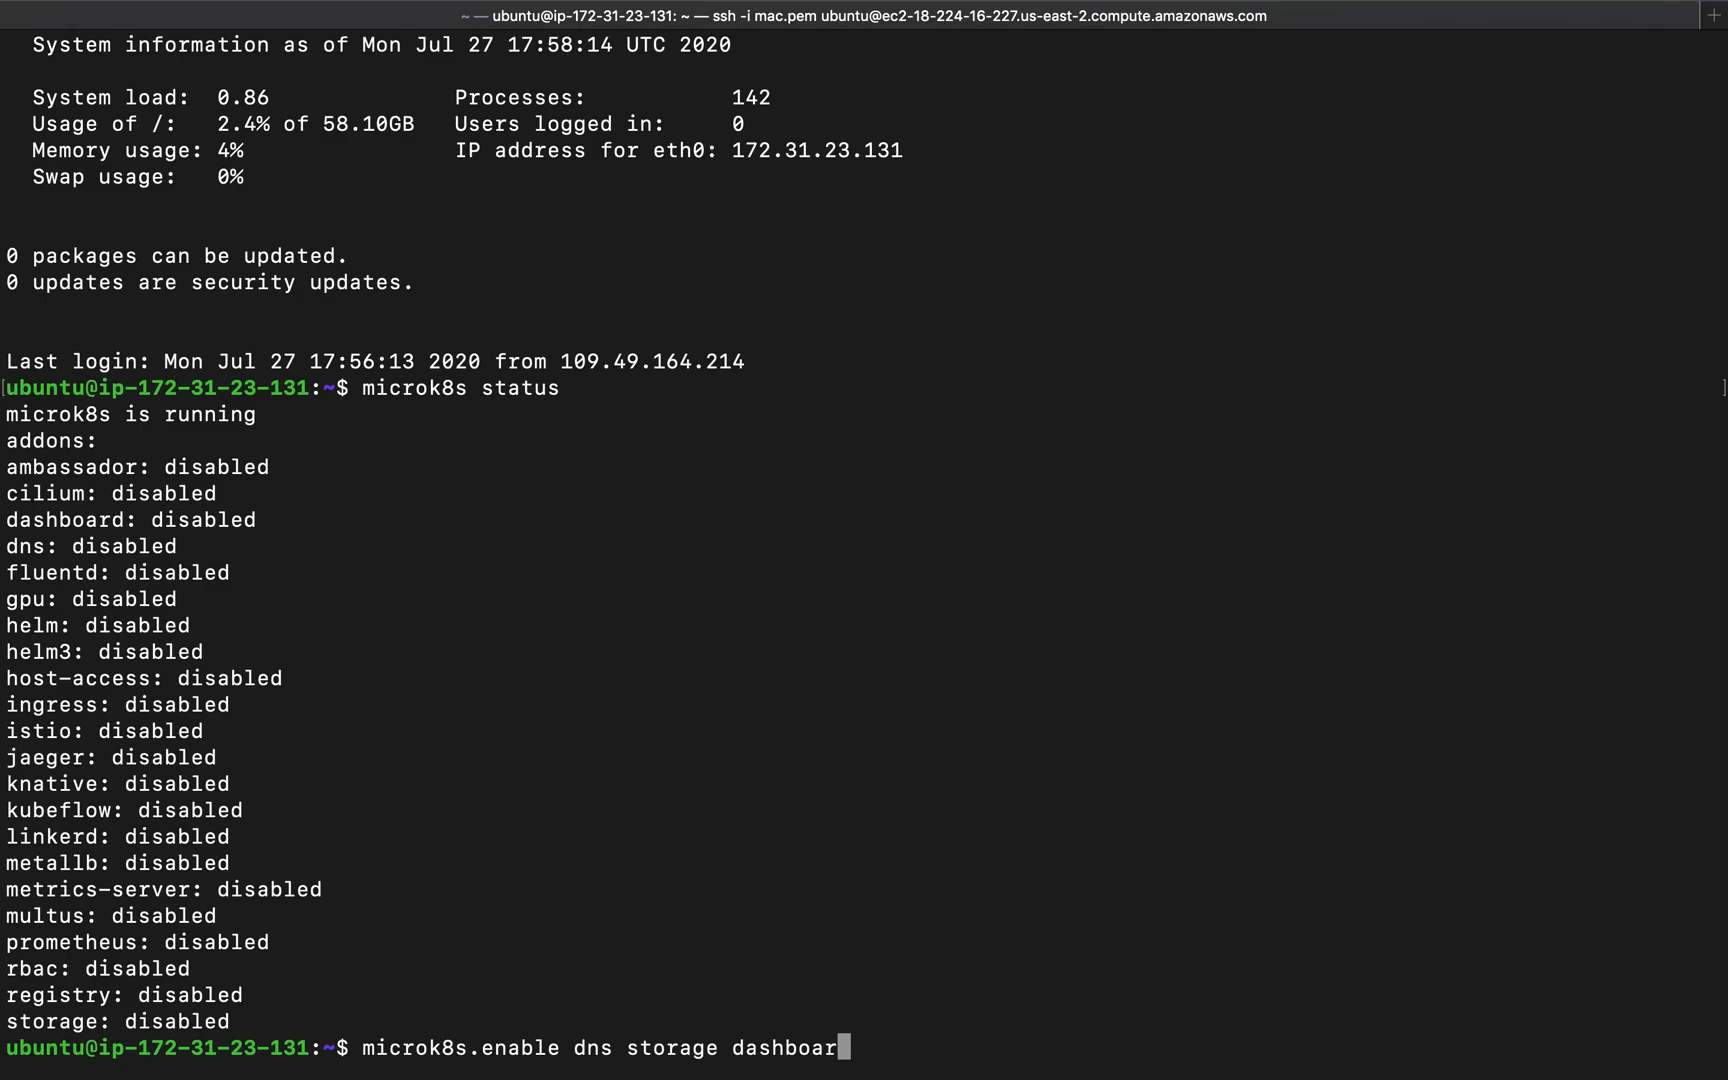 ~ — ubuntu@ip-172-31-23-131: ~ — ssh -i mac.pem ubuntu@ec2-18-224-16-227.us-east-2.compute.amazonaws.com
System information as of Mon Jul 27 17:58:14 UTC 2020
System load: 0.86 Processes: 142
Usage of /: 2.4% of 58.10GB Users logged in: 0
Memory usage: 4% IP address for eth0: 172.31.23.131
Swap usage: 0%
0 packages can be updated.
0 updates are security updates.
Last login: Mon Jul 27 17:56:13 2020 from 109.49.164.214
[ubuntu@ip-172-31-23-131:~$ microk8s status ]
microk8s is running
addons:
ambassador: disabled
cilium: disabled
dashboard: disabled
dns: disabled
fluentd: disabled
gpu: disabled
helm: disabled
helm3: disabled
host-access: disabled
ingress: disabled
istio: disabled
jaeger: disabled
knative: disabled
kubeflow: disabled
linkerd: disabled
metallb: disabled
metrics-server: disabled
multus: disabled
prometheus: disabled
rbac: disabled
registry: disabled
storage: disabled
ubuntu@ip-172-31-23-131:~$ microk8s.enable dns storage dashboar